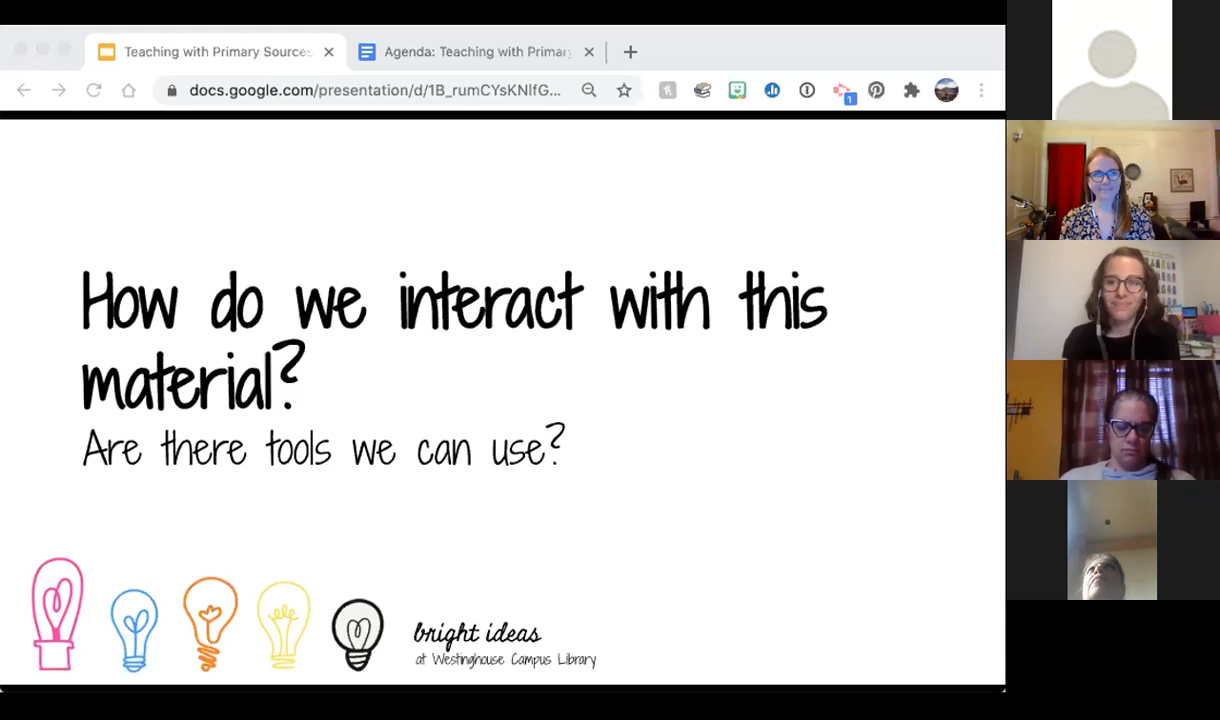 Teaching with Primary Sources
Agenda: Teaching with Primar
docs.google.com/presentation/d/1B_rumCYsKNlfG...
1
How do we interact with this
material?
Are there tools we can use?
bright ideas
at Westinghouse Campus Library